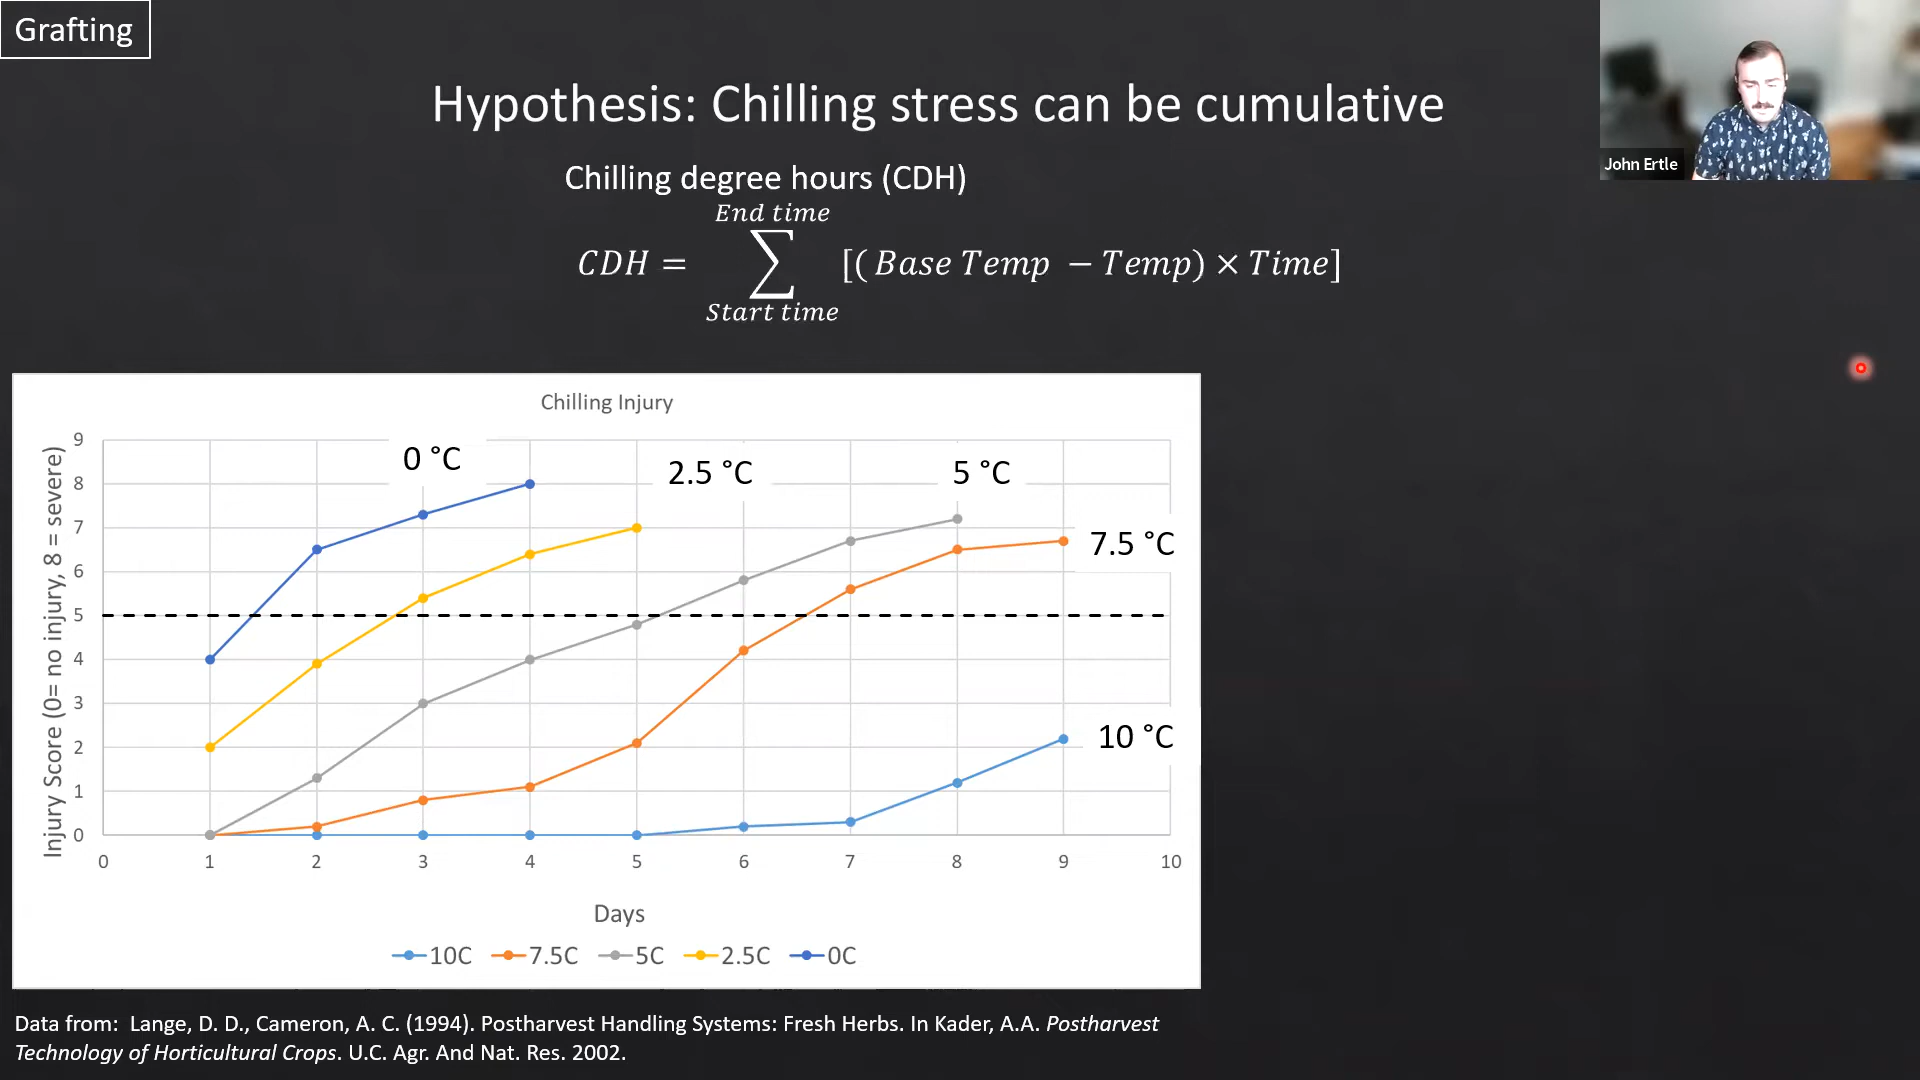 Grafting
Hypothesis: Chilling stress can be cumulative
John Ertle
Chilling degree hours (CDH)
End time
CDH = ∑ [( Base Temp − Temp) × Time]
Start time
Chilling Injury
Injury Score (0= no injury, 8 = severe)
9
8
7
6
5
4
3
2
1
0
0 °C
2.5 °C
5 °C
7.5 °C
10 °C
0 1 2 3 4 5 6 7 8 9 10
Days
10C 7.5C 5C 2.5C 0C
Data from: Lange, D. D., Cameron, A. C. (1994). Postharvest Handling Systems: Fresh Herbs. In Kader, A.A. Postharvest
Technology of Horticultural Crops. U.C. Agr. And Nat. Res. 2002.